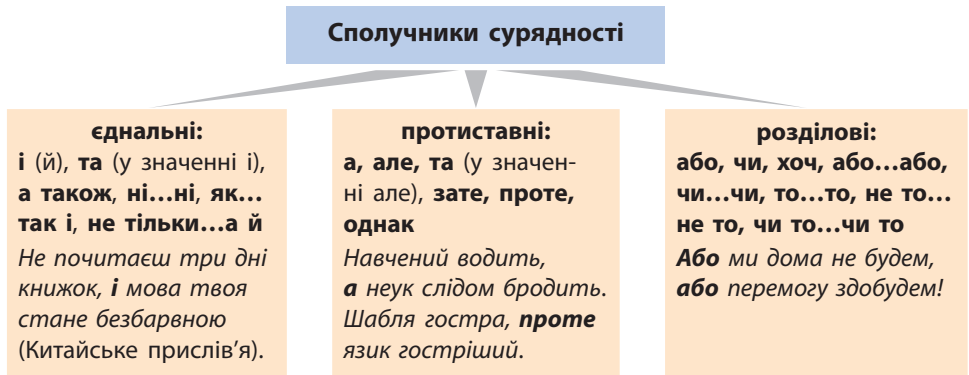 Сполучники сурядності
єднальні:
і (й), та (у значенні і),
а також, ні...ні, як...
так і, не тільки...а й
Не почитаєш три дні
книжок, і мова твоя
стане безбарвною
(Китайське прислів'я).
протиставні:
а, але, та (у значен-
ні але), зате, проте,
однак
Навчений водить,
а неук слідом бродить.
Шабля гостра, проте
язик гостріший.
розділові:
або, чи, хоч, або...або,
чи...чи, то...то, не то...
не то, чи то...чи то
Або ми дома не будем,
або перемогу здобудем!